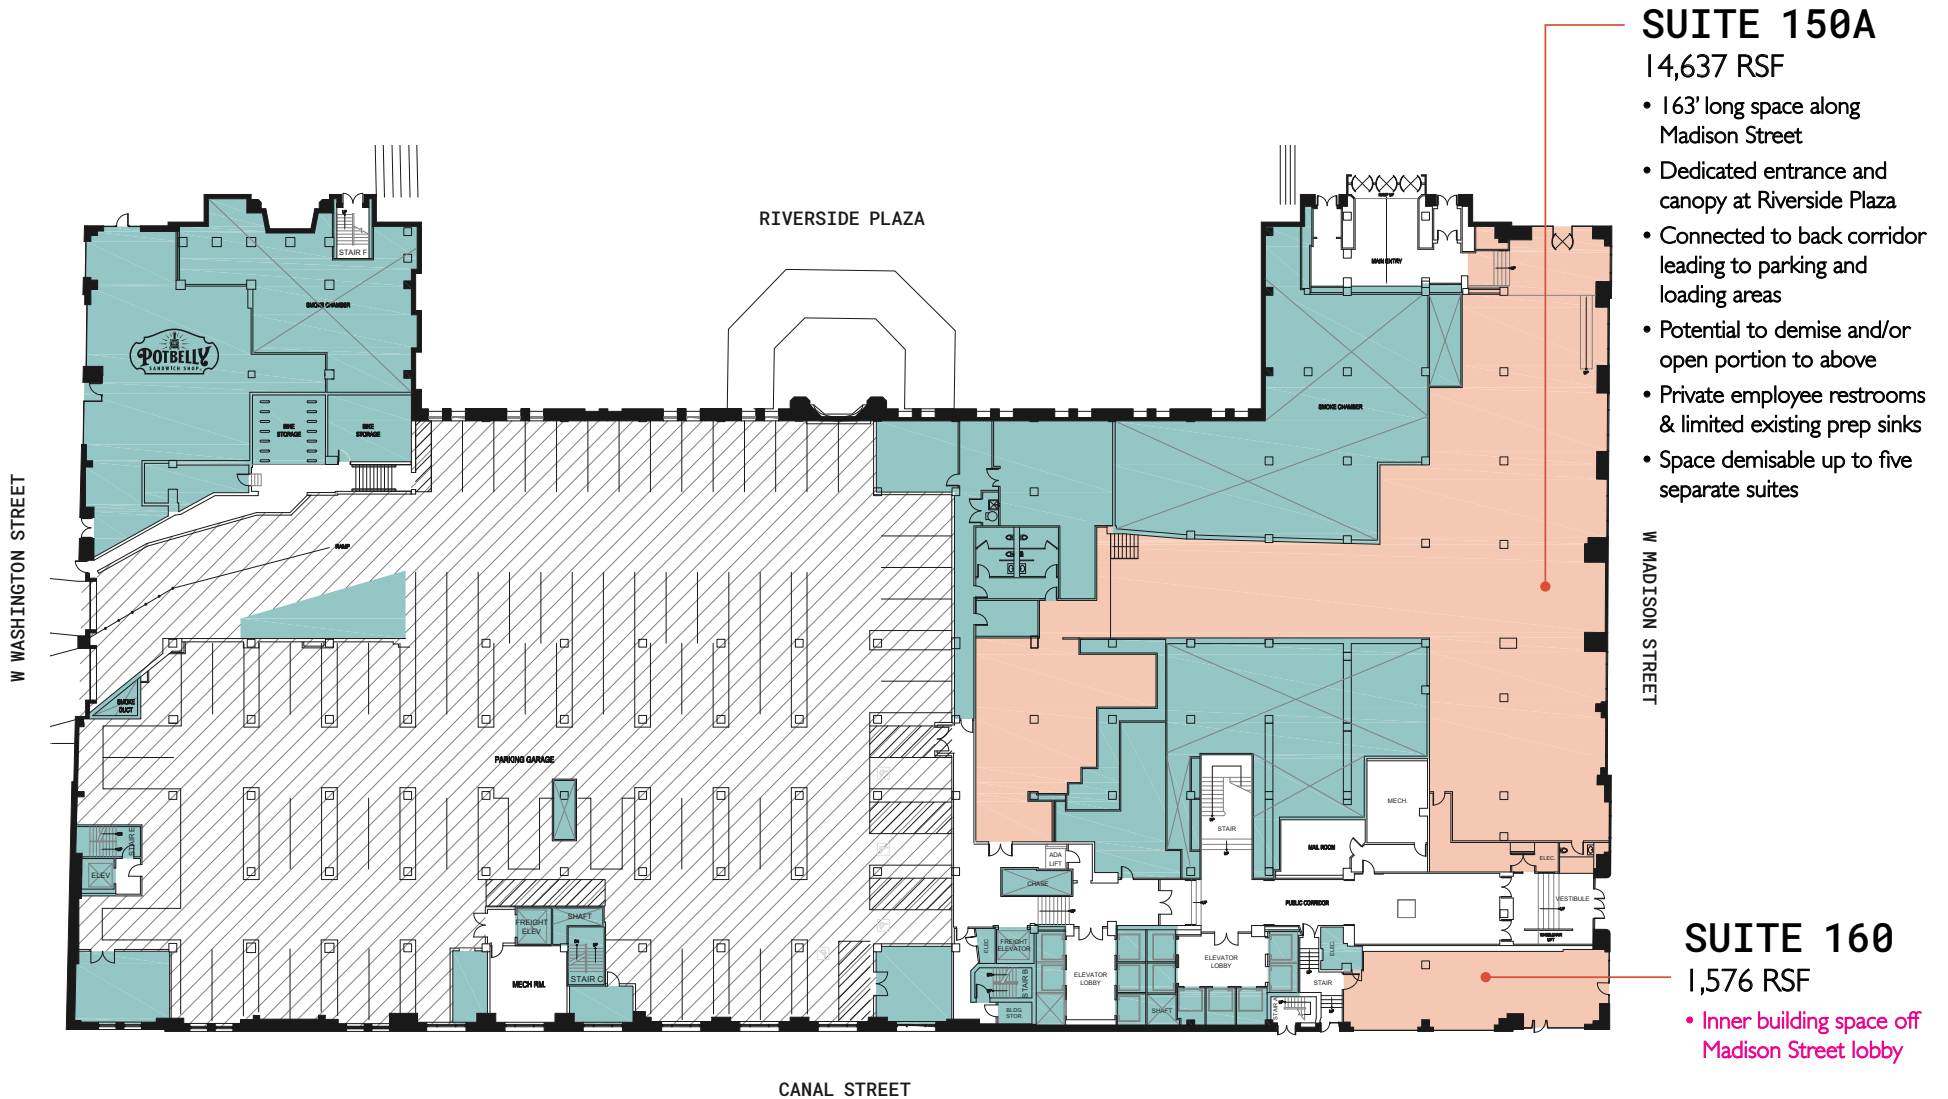 SUITE 150A
14,637 RSF
• 163’ long space along
Madison Street
• Dedicated entrance and
canopy at Riverside Plaza
• Connected to back corridor
leading to parking and
loading areas
• Potential to demise and/or
open portion to above
• Private employee restrooms
& limited existing prep sinks
• Space demisable up to five
separate suites
RIVERSIDE PLAZA
STAIR F
SMOKE CHAMBER
MAIN ENTRY
POTBELLY
SANDWICH SHOP
SMOKE CHAMBER
BIKE
STORAGE
BIKE
STORAGE
W WASHINGTON STREET
RAMP
W MADISON STREET
SMOKE
DUCT
PARKING GARAGE
MECH.
STAIR
STAIR E
MAIL ROOM
ADA
LIFT
ELEC.
ELEV
CHASE
VESTIBULE
PUBLIC CORRIDOR
FREIGHT
ELEV
SHAFT
WHEELCHAIR
LIFT
SUITE 160
1,576 RSF
• Inner building space off
Madison Street lobby
ELEC
FREIGHT
ELEVATOR
ELEVATOR
LOBBY
ELEVATOR
LOBBY
ELEC.
MECH RM.
STAIR C
STAIR B
STAIR
BLDG
STOR
SHAFT
STAIR A
CANAL STREET